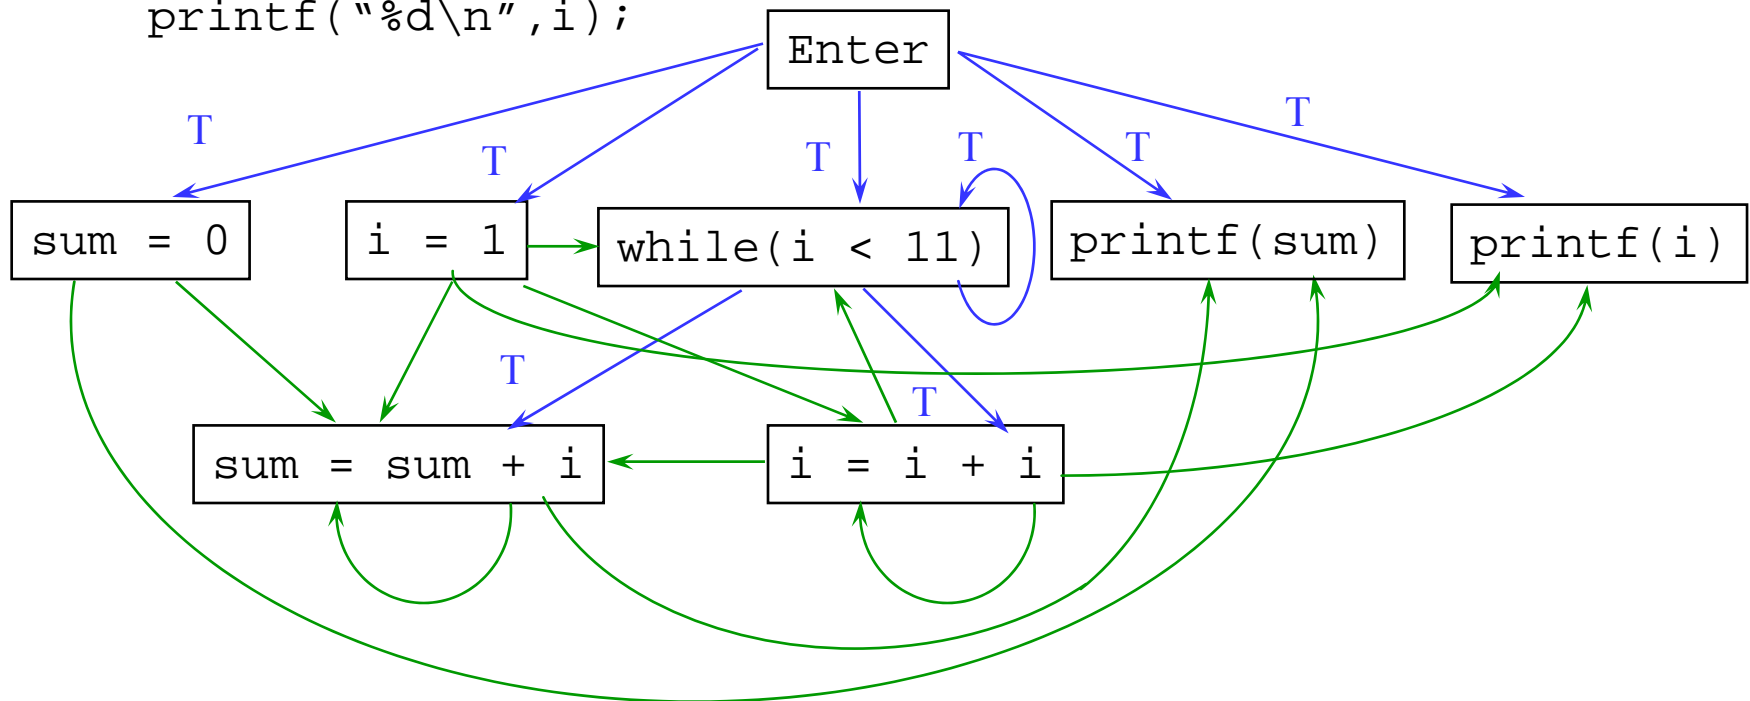 printf(“%d\n”,i);
Enter
T
T
T
T
T
T
sum = 0
i = 1
while(i < 11)
printf(sum)
printf(i)
T
T
sum = sum + i
i = i + i